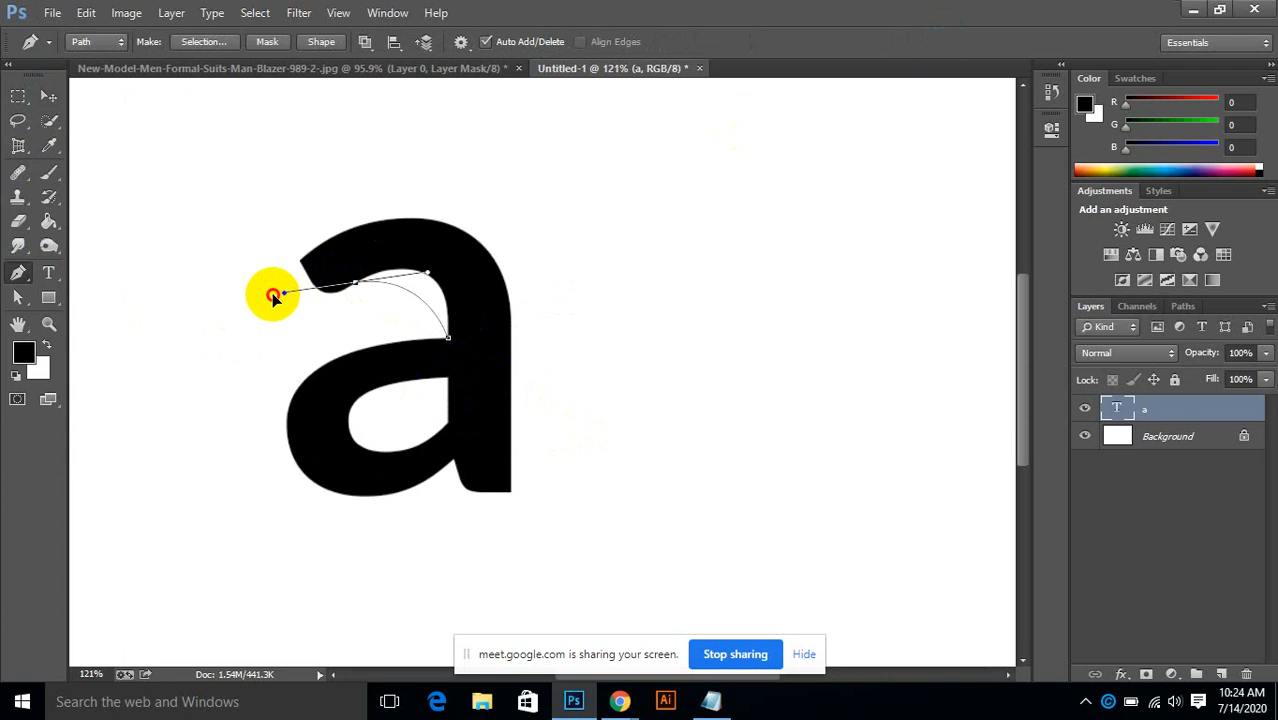 Ps File Edit Image Layer Type Select Filter View Window Help
Path Make: Selection... Mask Shape Auto Add/Delete Align Edges Essentials
New-Model-Men-Formal-Suits-Man-Blazer-989-2-.jpg @ 95.9% (Layer 0, Layer Mask/8) * × Untitled-1 @ 121% (a, RGB/8) * ×
Color Swatches
R 0
G 0
B 0
Adjustments Styles
Add an adjustment
a
Layers Channels Paths
Kind
Normal Opacity: 100%
Lock: Fill: 100%
T a
Background
meet.google.com is sharing your screen. Stop sharing Hide
121% Doc: 1.54M/441.3K
Search the web and Windows
Ps Ai
10:24 AM
7/14/2020